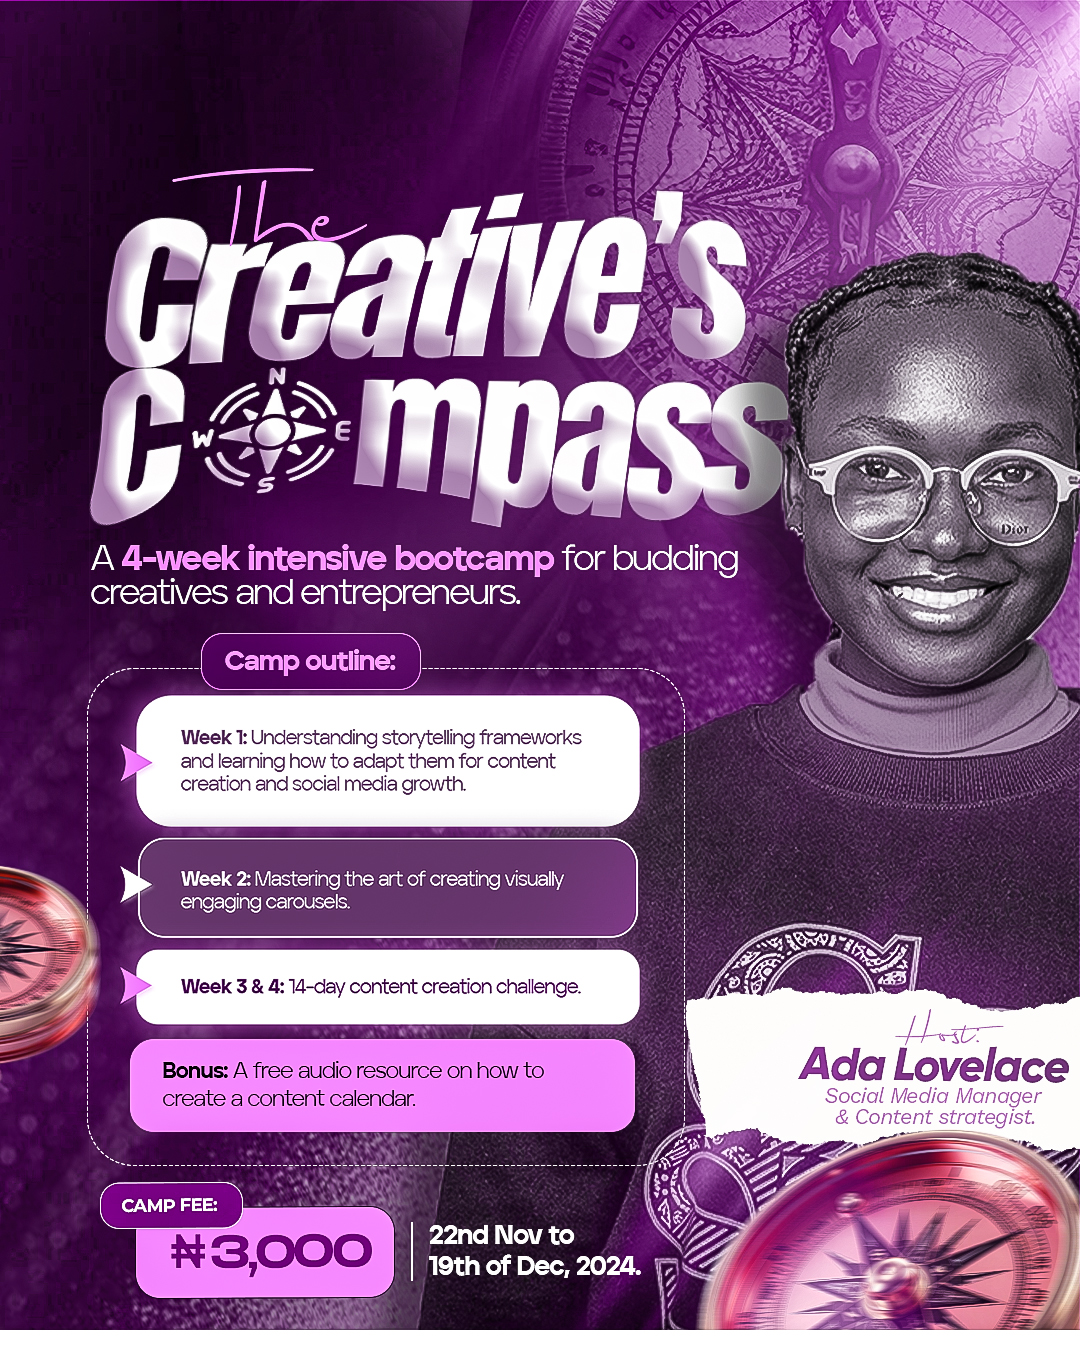 The
Creative's
Compass
N
W E
S
A 4-week intensive bootcamp for budding
creatives and entrepreneurs.
Camp outline:
Week 1: Understanding storytelling frameworks
and learning how to adapt them for content
creation and social media growth.
Week 2: Mastering the art of creating visually
engaging carousels.
Week 3 & 4: 14-day content creation challenge.
Bonus: A free audio resource on how to
create a content calendar.
Dior
Host:
Ada Lovelace
Social Media Manager
& Content strategist.
CAMP FEE:
₦3,000
22nd Nov to
19th of Dec, 2024.